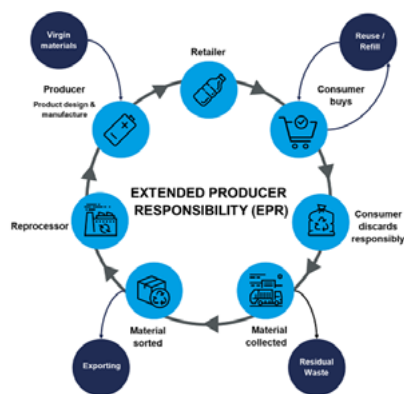 Virgin
materials
Retailer
Reuse /
Refill
Producer
Product design &
manufacture
Consumer
buys
EXTENDED PRODUCER
RESPONSIBILITY (EPR)
Reprocessor
Consumer
discards
responsibly
Material
sorted
Material
collected
Exporting
Residual
Waste